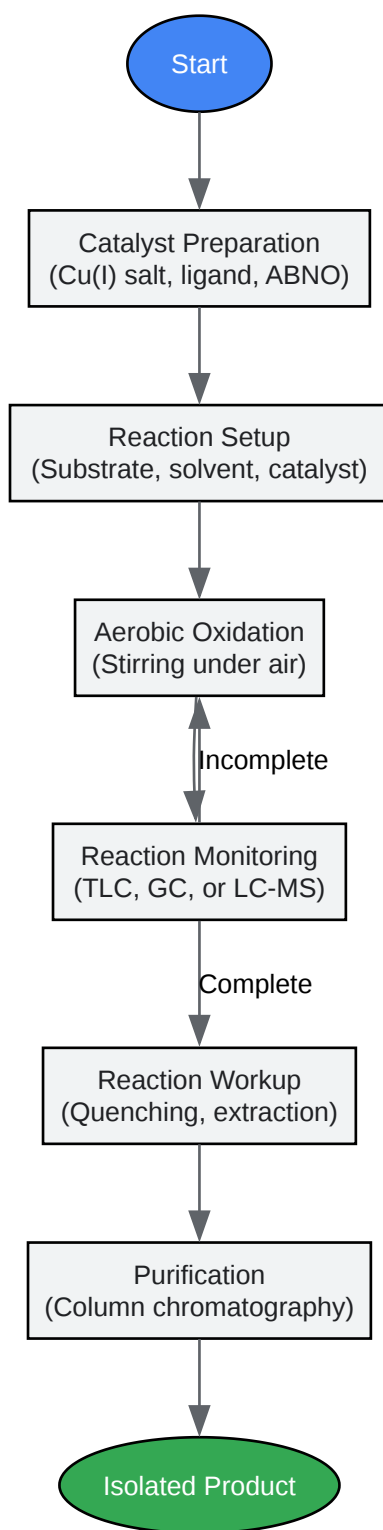 Start
Catalyst Preparation
(Cu(I) salt, ligand, ABNO)
Reaction Setup
(Substrate, solvent, catalyst)
Aerobic Oxidation
(Stirring under air)
Incomplete
Reaction Monitoring
(TLC, GC, or LC-MS)
Complete
Reaction Workup
(Quenching, extraction)
Purification
(Column chromatography)
Isolated Product